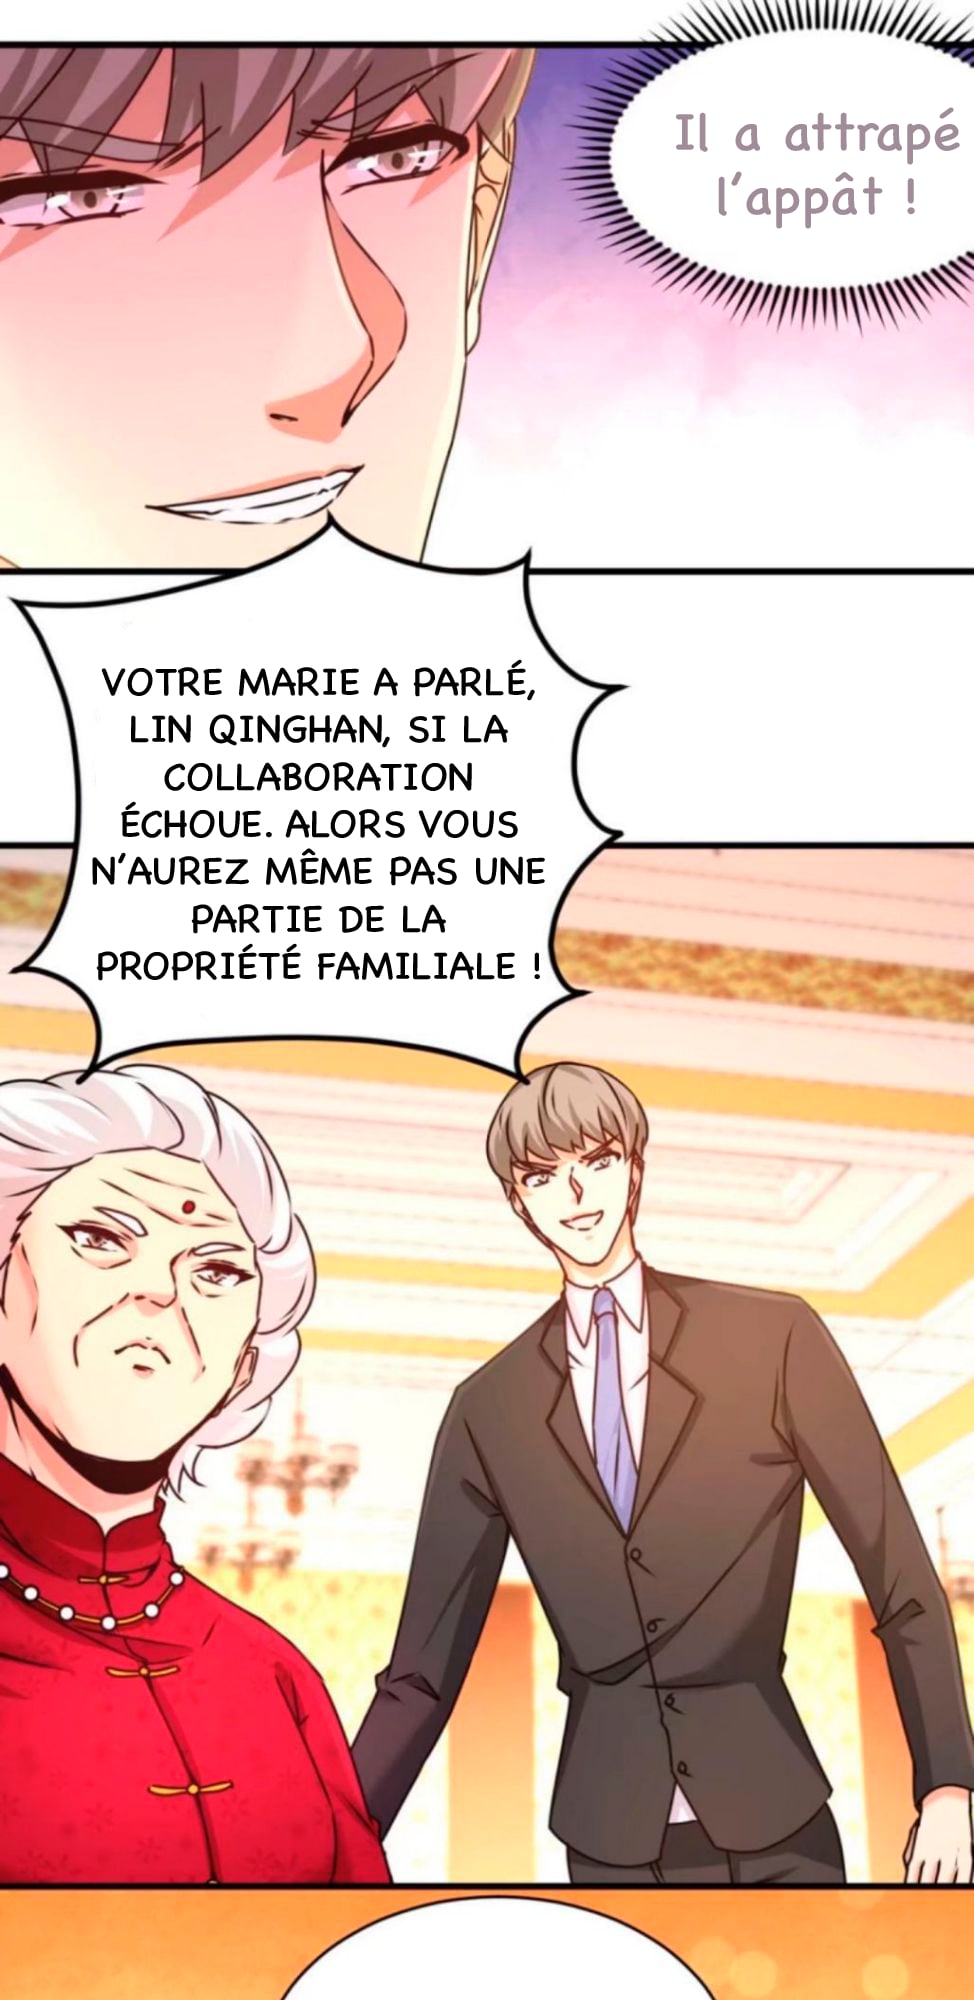 Il a attrapé
l'appât !
VOTRE MARIE A PARLÉ,
LIN QINGHAN, SI LA
COLLABORATION
ÉCHOUE. ALORS VOUS
N'AUREZ MÊME PAS UNE
PARTIE DE LA
PROPRIÉTÉ FAMILIALE !